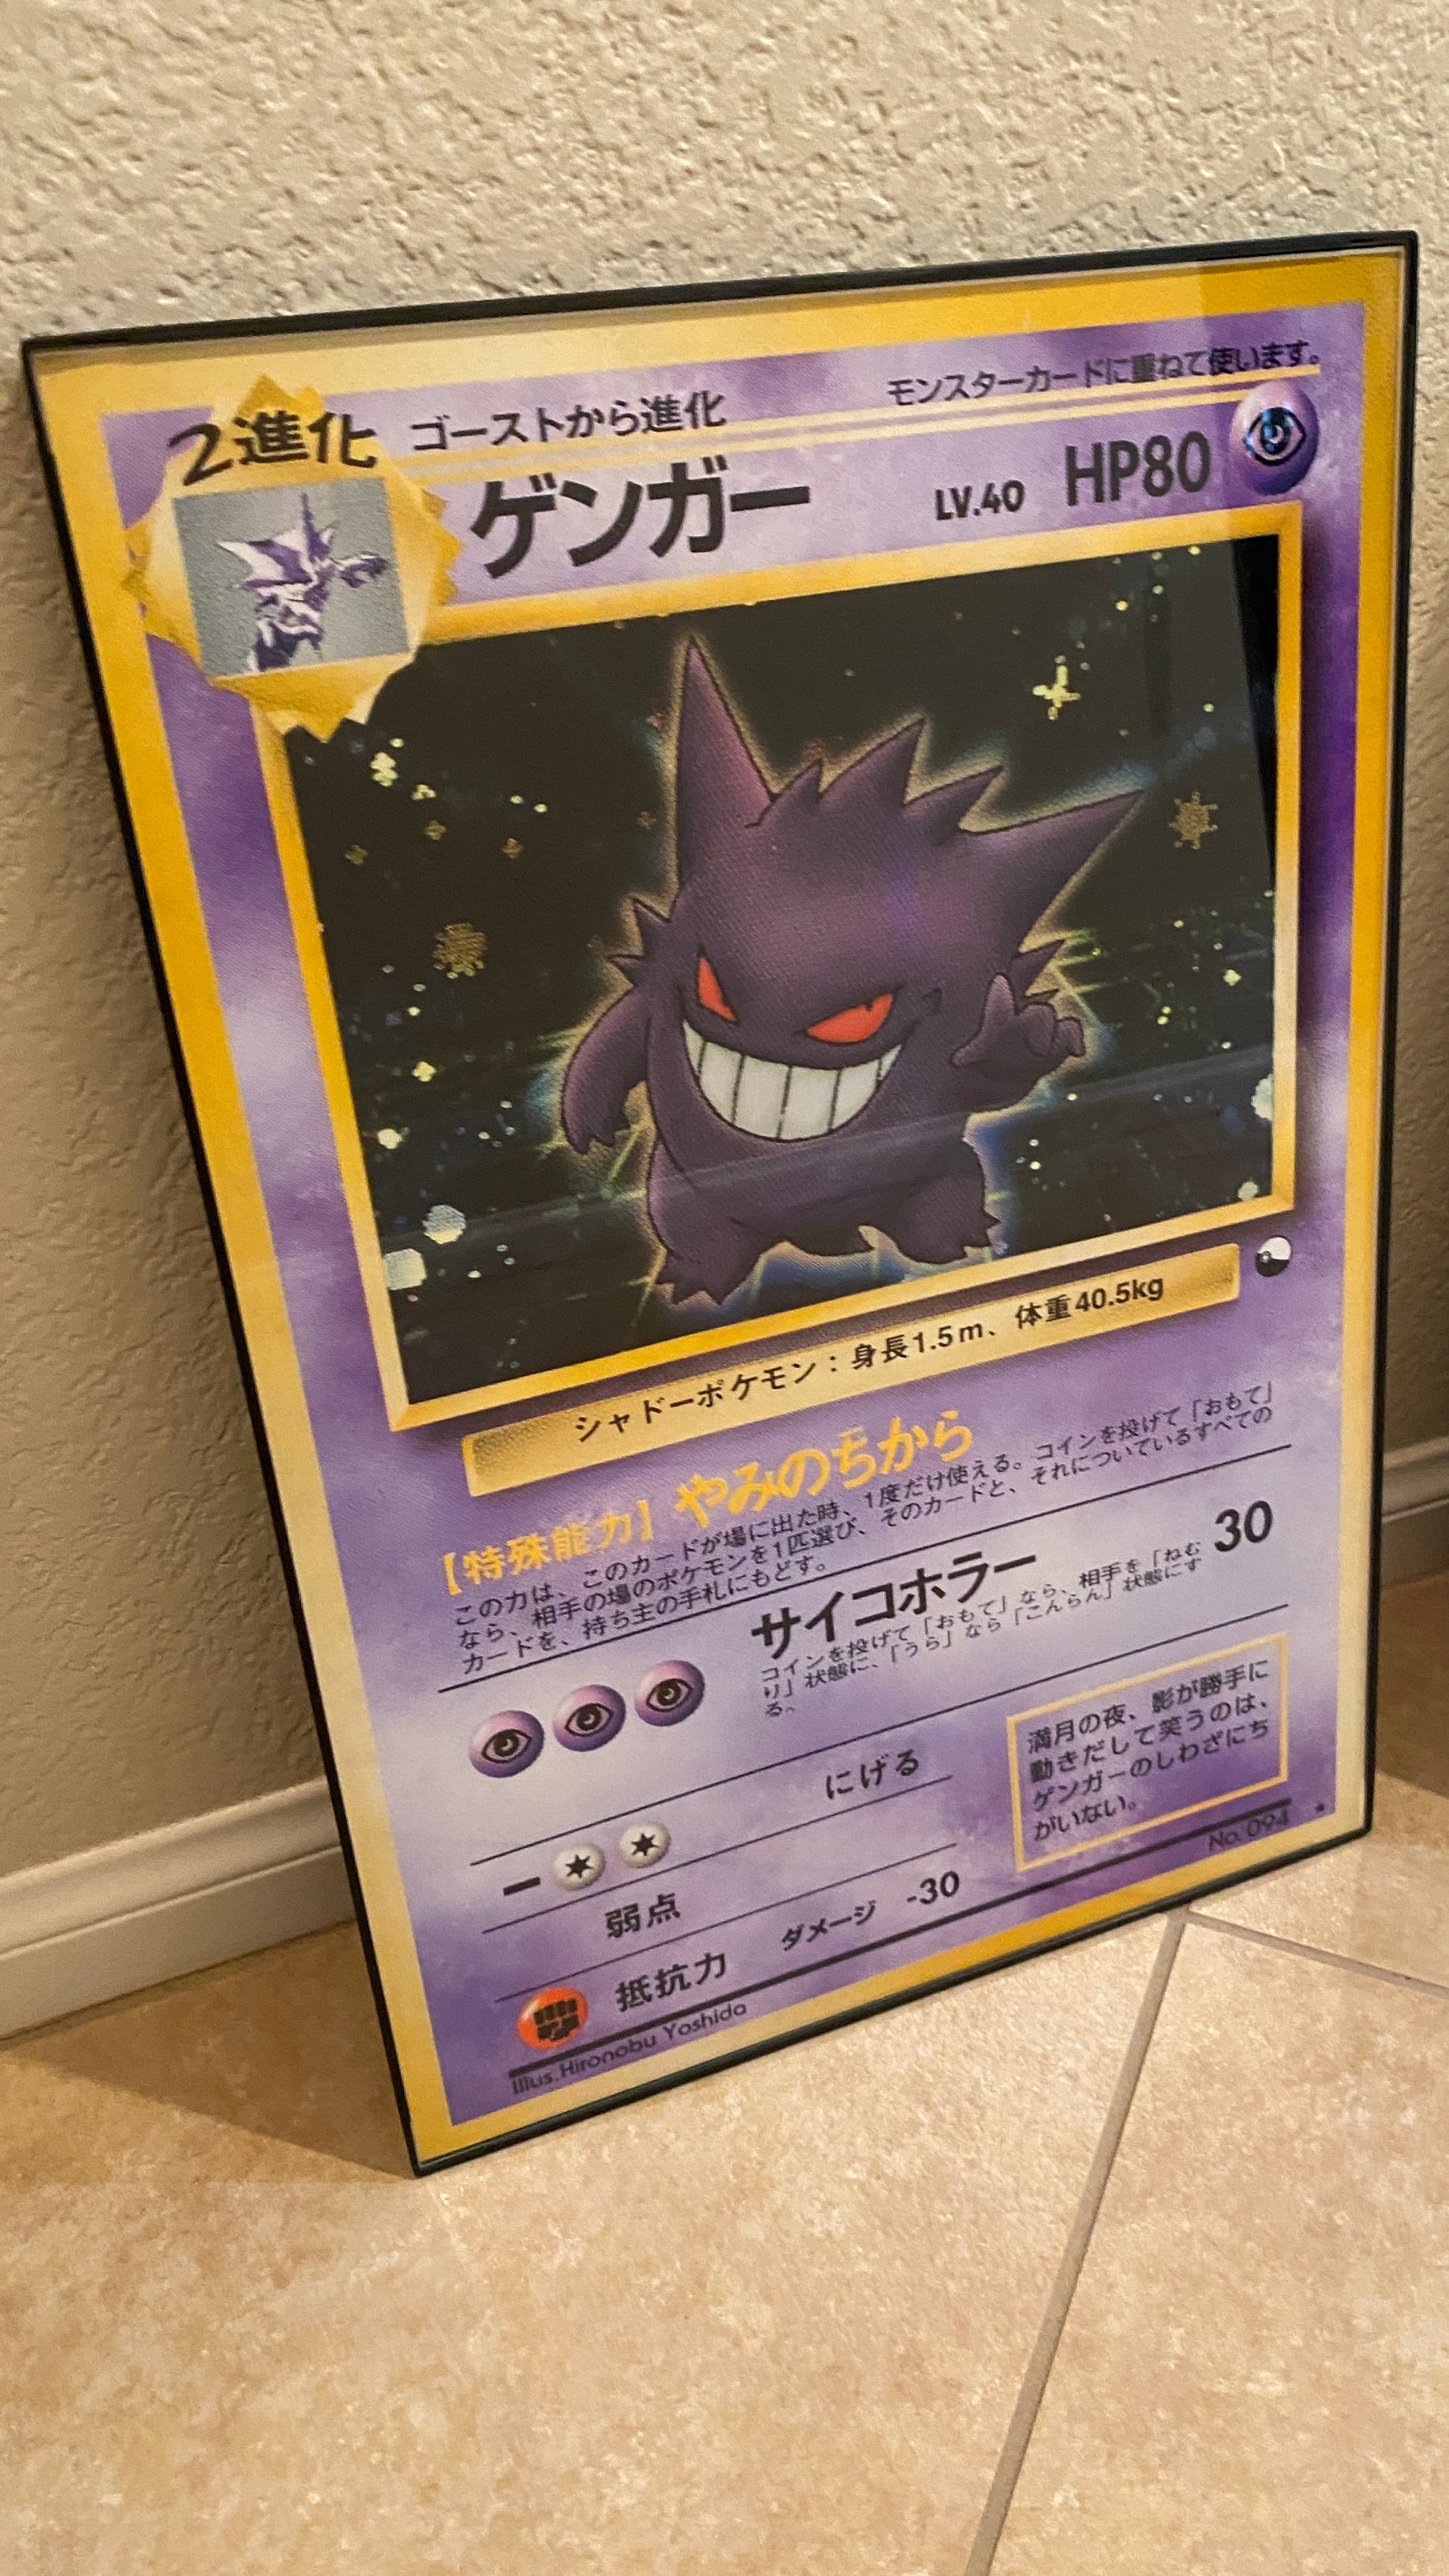 2進化
ゴーストから進化
モンスターカードに重ねて使います。
ゲンガー
LV.40 HP80
シャドーポケモン：身長1.5m、体重40.5kg
【特殊能力】やみのちから
この力は、このカードが場に出た時、1度だけ使える。コインを投げて「おもて」
なら、相手の場のポケモンを1匹選び、そのカードと、それについているすべての
カードを、持ち主の手札にもどす。
サイコホラー 30
コインを投げて「おもて」なら、相手を「ねむ
り」状態に、「うら」なら「こんらん」状態にす
る。
にげる
満月の夜、影が勝手に
動きだして笑うのは、
ゲンガーのしわざにち
がいない。
弱点
抵抗力 ダメージ -30
Illus.Hironobu Yoshida
No.094 ★